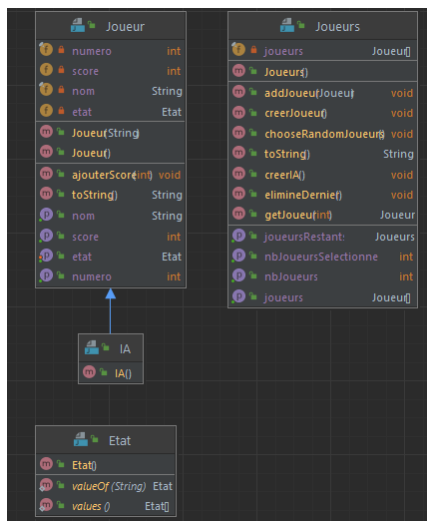 Joueur
numero int
score int
nom String
etat Etat
Joueur(String)
Joueur()
ajouterScore(int) void
toString() String
nom String
score int
etat Etat
numero int
Joueurs
joueurs Joueur[]
Joueurs()
addJoueur(Joueur) void
creerJoueur() void
chooseRandomJoueurs() void
toString() String
creerIA() void
elimineDernier() void
getJoueur(int) Joueur
joueursRestants Joueurs
nbJoueursSelectionne int
nbJoueurs int
joueurs Joueur[]
IA
IA()
Etat
Etat()
valueOf (String) Etat
values () Etat[]